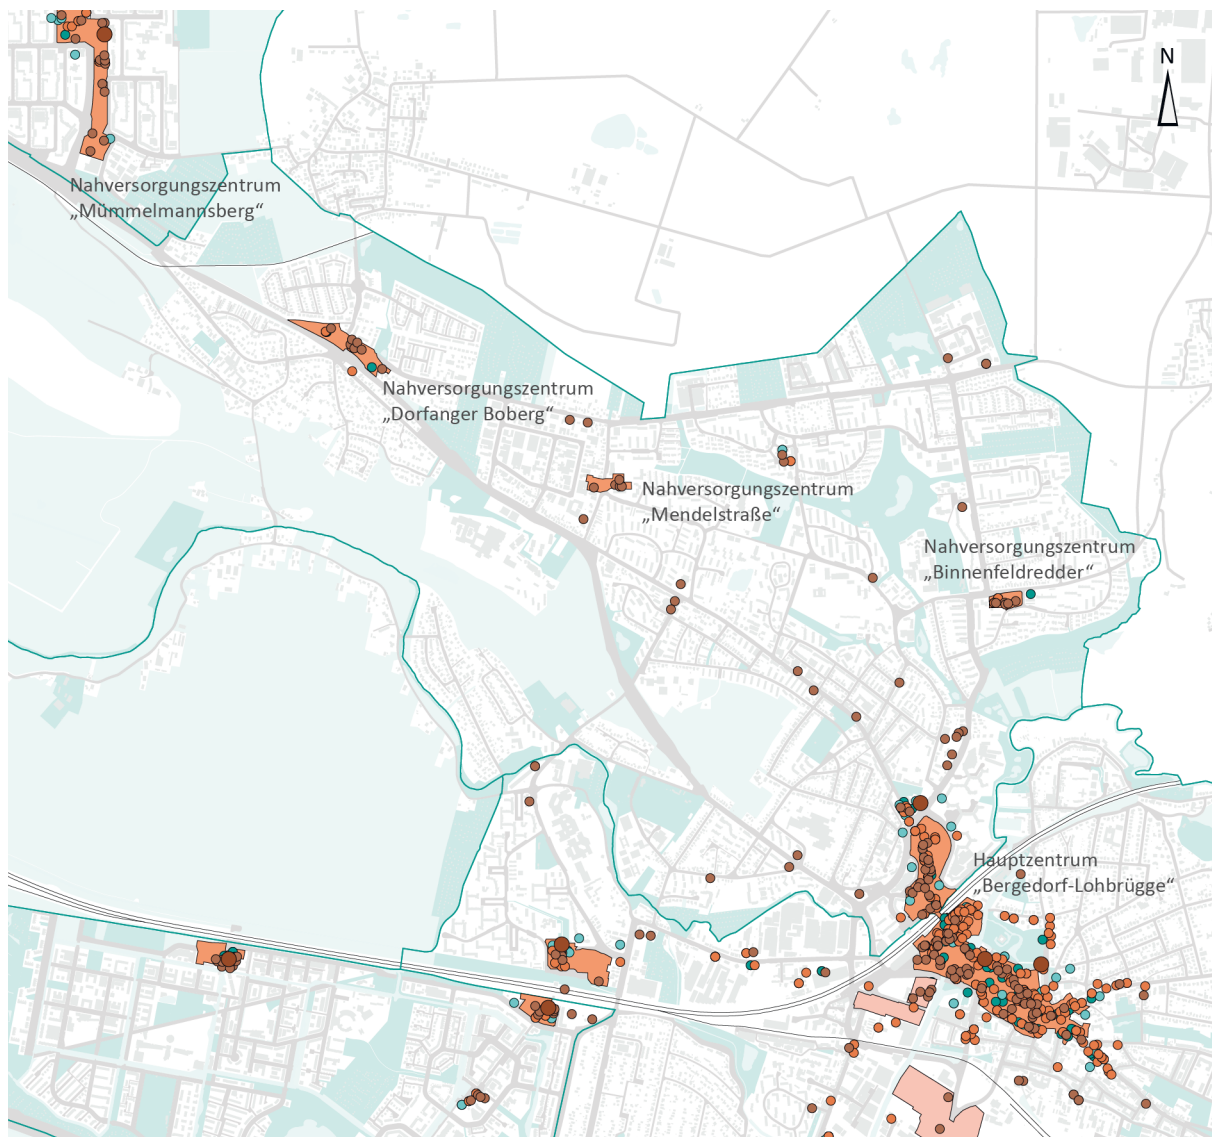 N
Nahversorgungszentrum
„Mümmelmannsberg“
Nahversorgungszentrum
„Dorfanger Boberg“
Nahversorgungszentrum
„Mendelstraße“
Nahversorgungszentrum
„Binnenfeldredder“
Hauptzentrum
„Bergedorf-Lohbrügge“